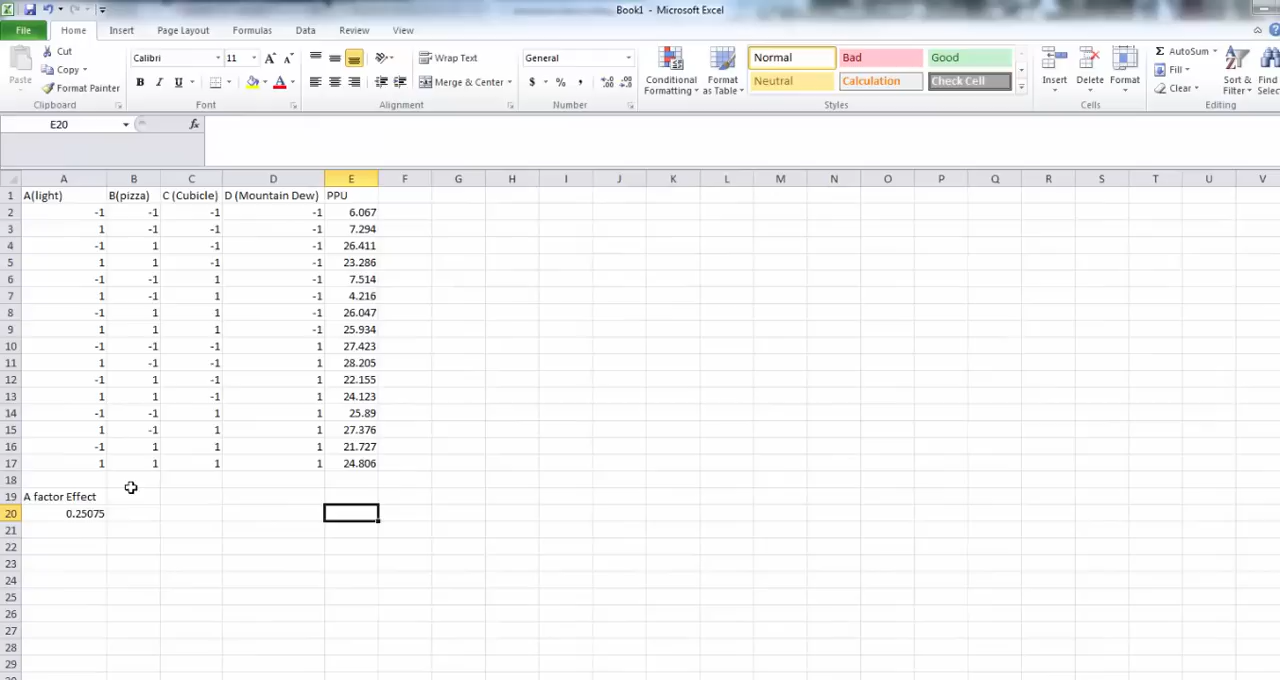 Book1 - Microsoft Excel
File Home Insert Page Layout Formulas Data Review View
Cut Calibri 11 A A Wrap Text General Normal Bad Good AutoSum
Paste Copy B I U A Merge & Center $ % , Conditional Formatting Format as Table Neutral Calculation Check Cell Insert Delete Format Fill Sort & Filter Find
Format Painter Clear
Clipboard Font Alignment Number Styles Cells Editing
E20 fx
A B C D E F G H I J K L M N O P Q R S T U V
1 A(light) B(pizza) C (Cubicle) D (Mountain Dew) PPU
2 -1 -1 -1 -1 6.067
3 1 -1 -1 -1 7.294
4 -1 1 -1 -1 26.411
5 1 1 -1 -1 23.286
6 -1 -1 1 -1 7.514
7 1 -1 1 -1 4.216
8 -1 1 1 -1 26.047
9 1 1 1 -1 25.934
10 -1 -1 -1 1 27.423
11 1 -1 -1 1 28.205
12 -1 1 -1 1 22.155
13 1 1 -1 1 24.123
14 -1 -1 1 1 25.89
15 1 -1 1 1 27.376
16 -1 1 1 1 21.727
17 1 1 1 1 24.806
18
19 A factor Effect
20 0.25075
21
22
23
24
25
26
27
28
29